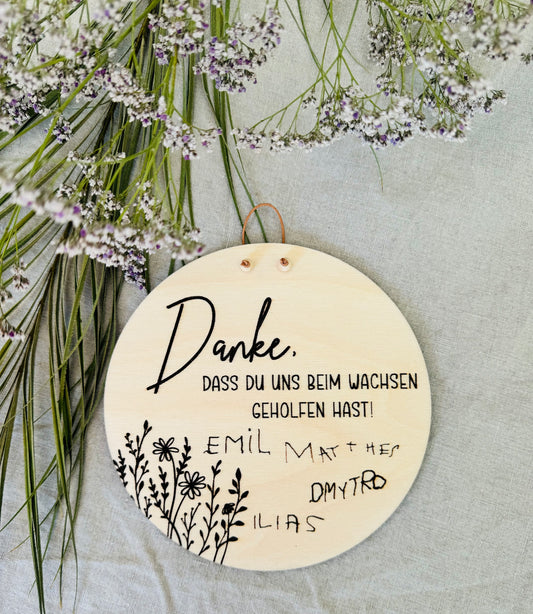 Danke,
DASS DU UNS BEIM WACHSEN
GEHOLFEN HAST!
EMIL MATTHES
DMYTRO
ILIAS